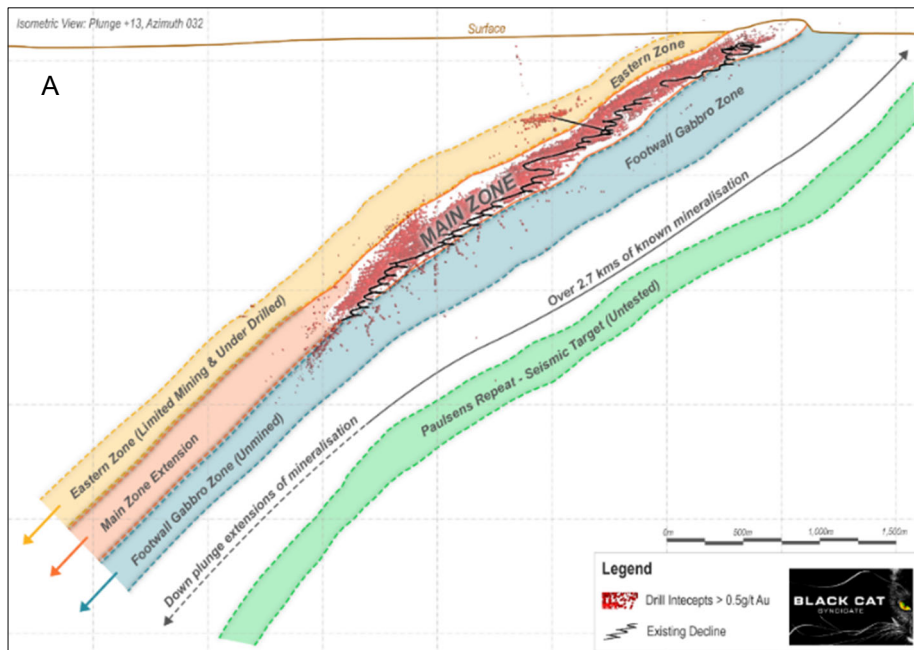 Isometric View: Plunge +13, Azimuth 032
Surface
A
Eastern Zone
Footwall Gabbro Zone
MAIN ZONE
Over 2.7 kms of known mineralisation
Eastern Zone (Limited Mining & Under Drilled)
Main Zone Extension
Footwall Gabbro Zone (Unmined)
Paulsens Repeat - Seismic Target (Untested)
Down plunge extensions of mineralisation
0m 500m 1,000m 1,500m
Legend
Drill Intecepts > 0.5g/t Au
Existing Decline
BLACK CAT
SYNDICATE